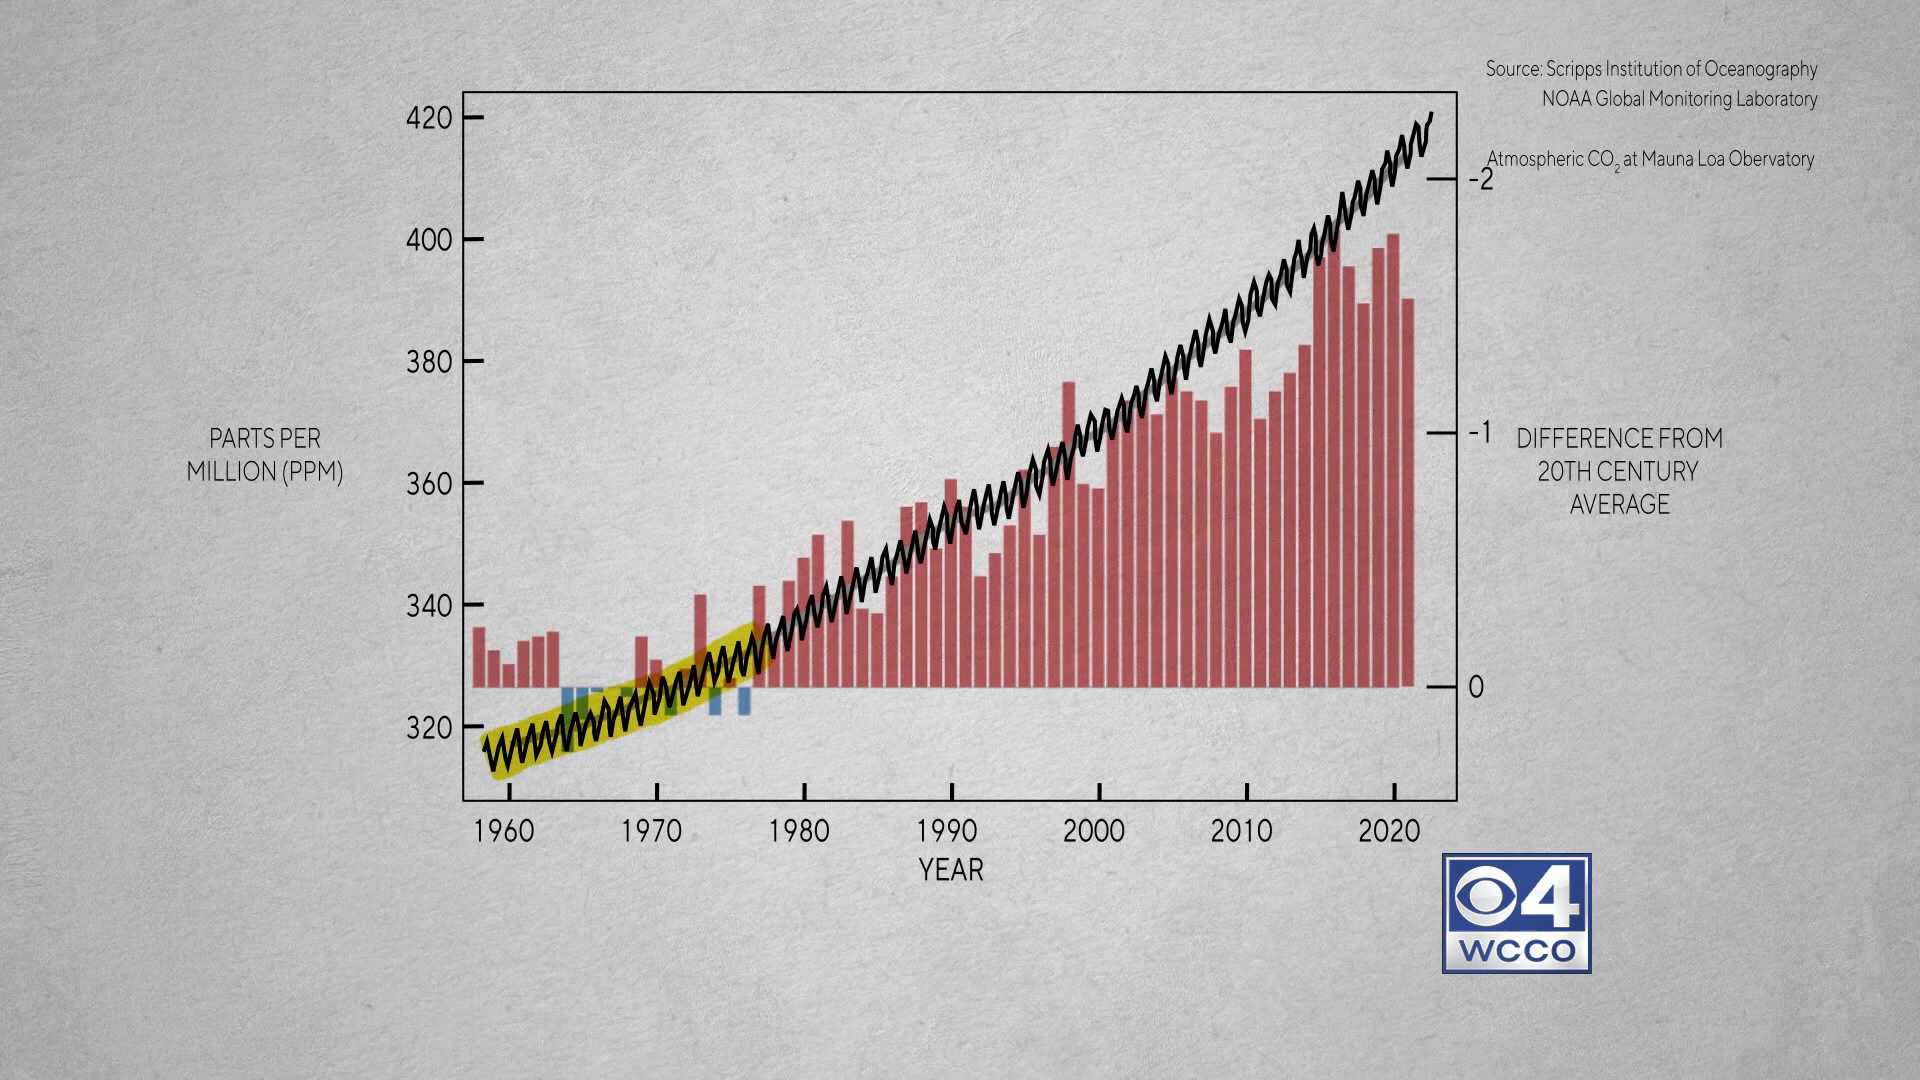 Source: Scripps Institution of Oceanography
NOAA Global Monitoring Laboratory
Atmospheric CO₂ at Mauna Loa Obervatory
420
400
380
360
340
320
PARTS PER
MILLION (PPM)
-2
-1
0
DIFFERENCE FROM
20TH CENTURY
AVERAGE
1960 1970 1980 1990 2000 2010 2020
YEAR
4
WCCO